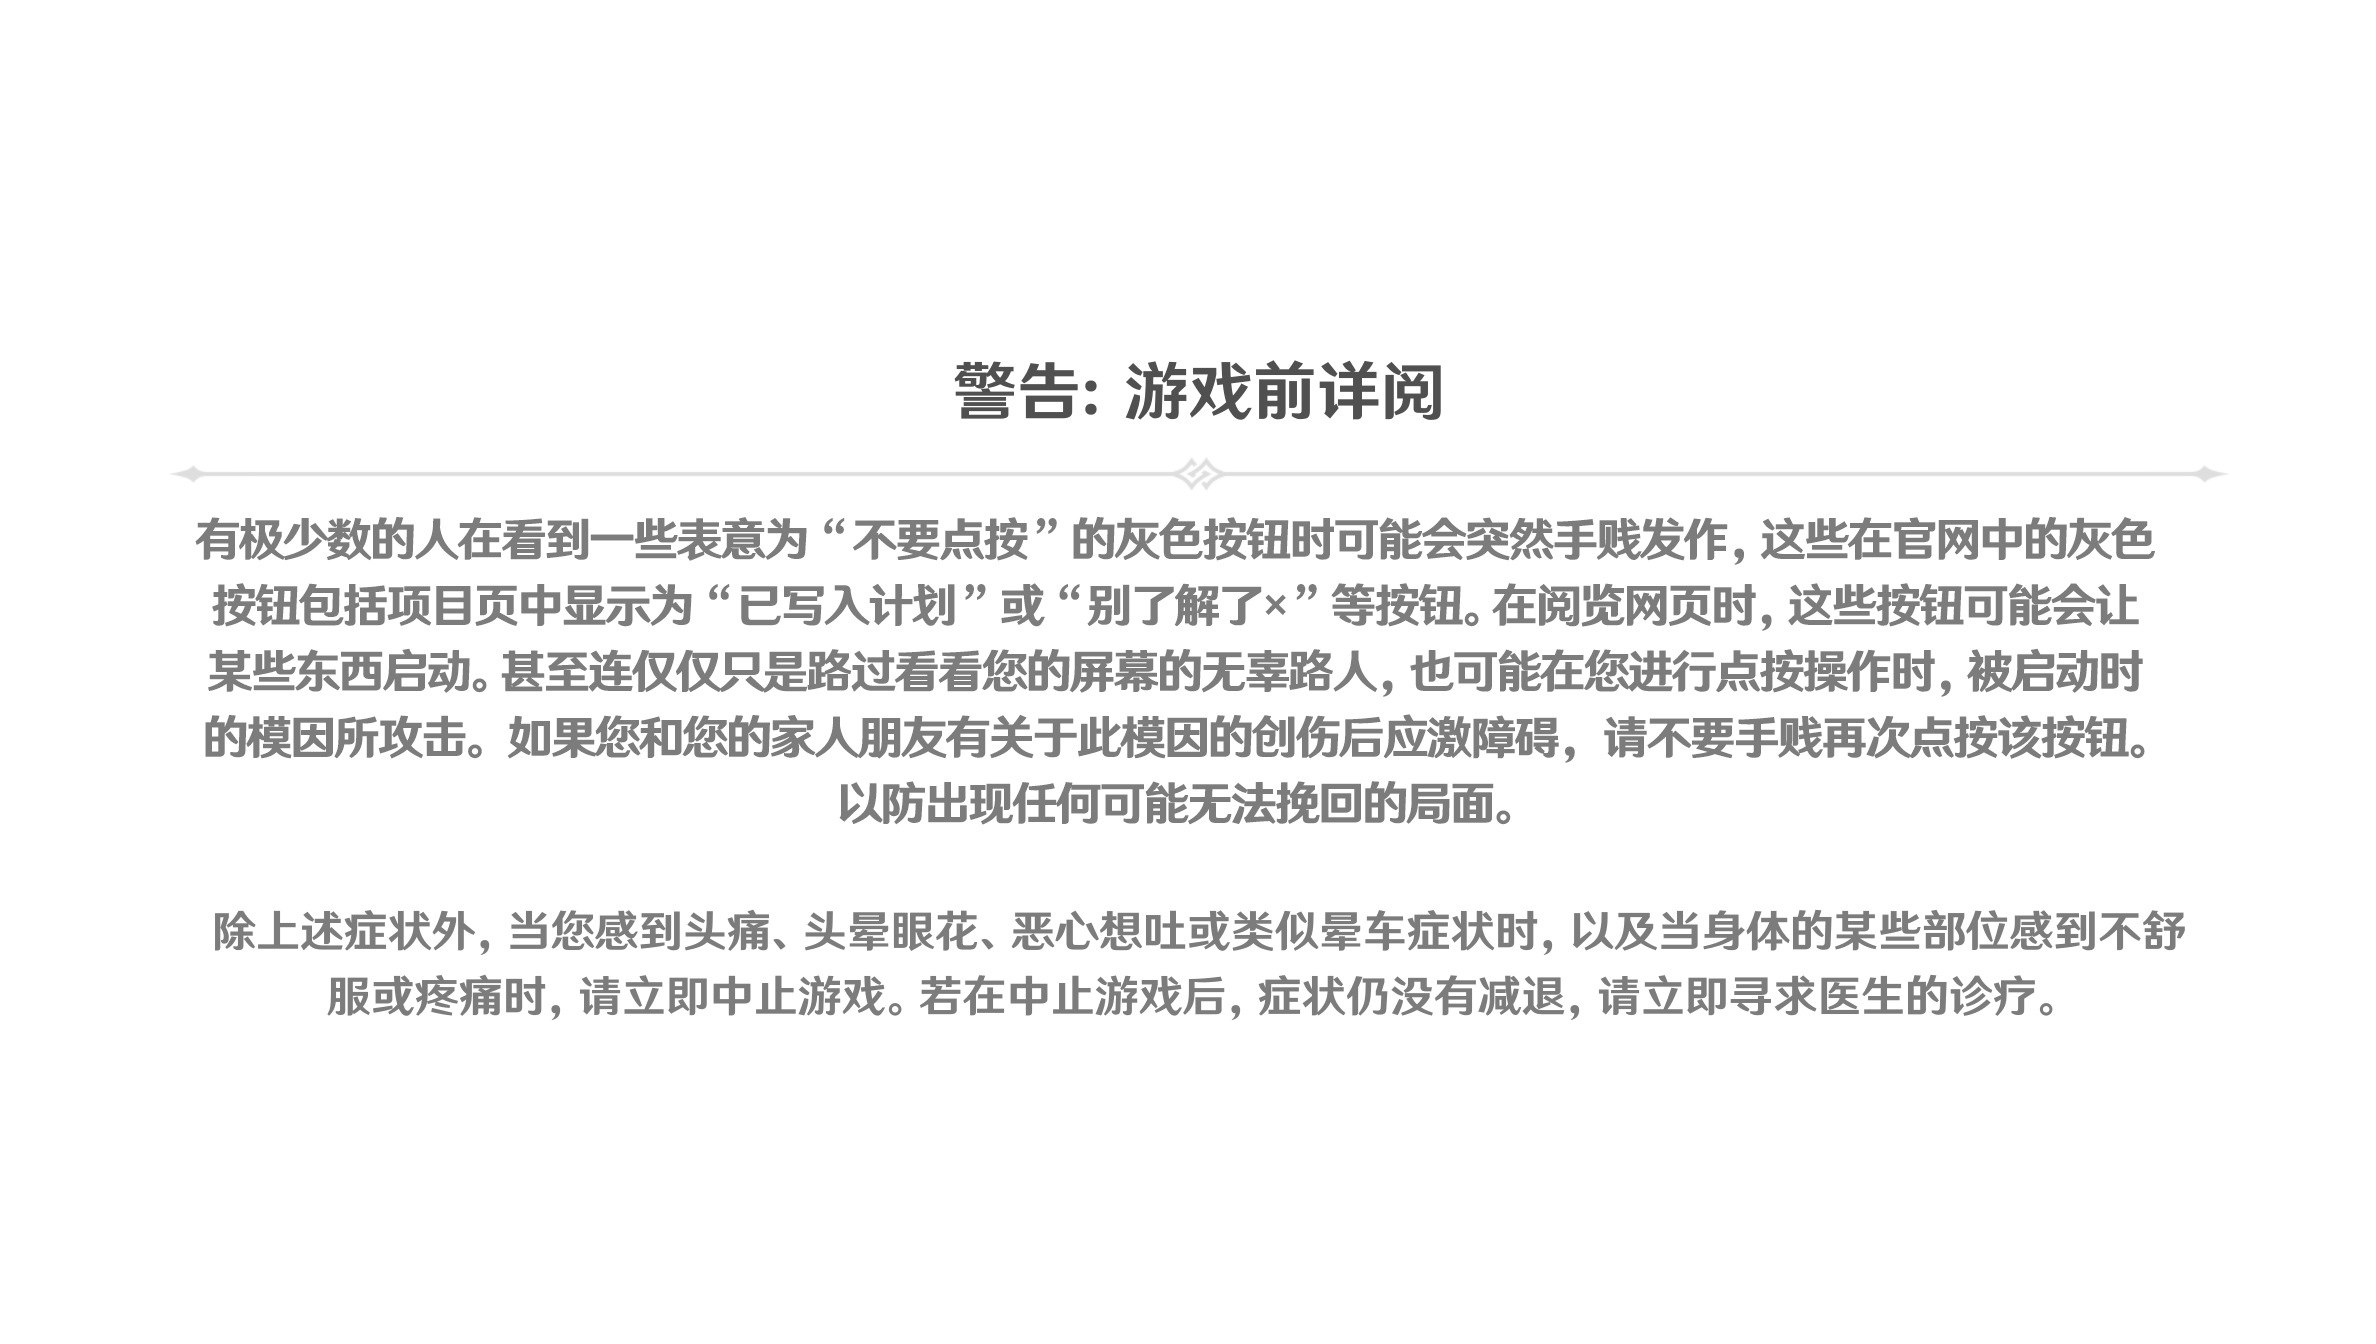 警告：游戏前详阅
有极少数的人在看到一些表意为“不要点按”的灰色按钮时可能会突然手贱发作，这些在官网中的灰色
按钮包括项目页中显示为“已写入计划”或“别了解了×”等按钮。在阅览网页时，这些按钮可能会让
某些东西启动。甚至连仅仅只是路过看看您的屏幕的无辜路人，也可能在您进行点按操作时，被启动时
的模因所攻击。如果您和您的家人朋友有关于此模因的创伤后应激障碍，请不要手贱再次点按该按钮。
以防出现任何可能无法挽回的局面。
除上述症状外，当您感到头痛、头晕眼花、恶心想吐或类似晕车症状时，以及当身体的某些部位感到不舒
服或疼痛时，请立即中止游戏。若在中止游戏后，症状仍没有减退，请立即寻求医生的诊疗。